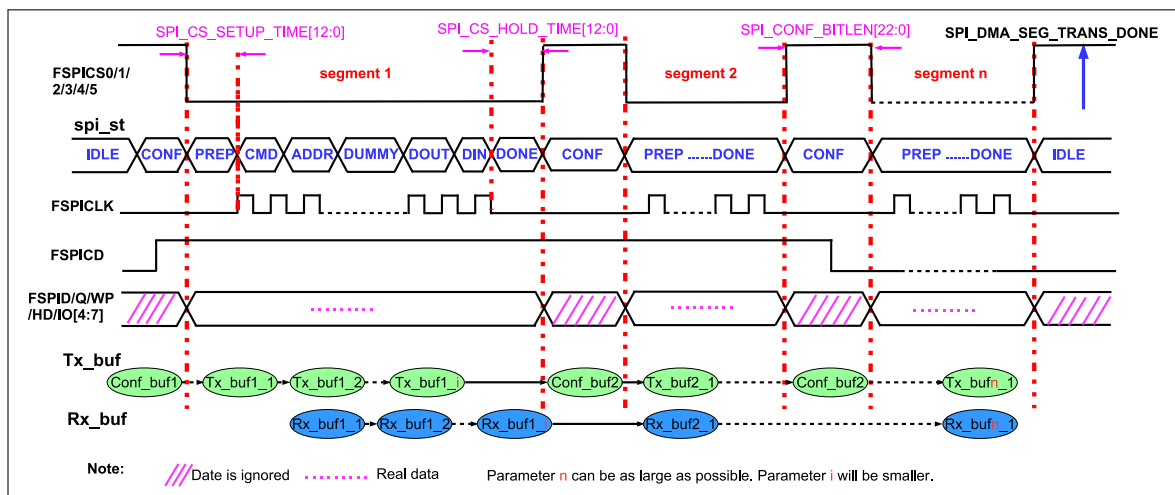 SPI_CS_SETUP_TIME[12:0]
SPI_CS_HOLD_TIME[12:0]
SPI_CONF_BITLEN[22:0]
SPI_DMA_SEG_TRANS_DONE
FSPICS0/1/
2/3/4/5
segment 1
segment 2
segment n
spi_st
IDLE CONF PREP CMD ADDR DUMMY DOUT DIN DONE CONF PREP ......DONE CONF PREP ......DONE IDLE
FSPICLK
FSPICD
FSPID/Q/WP
/HD/IO[4:7]
Tx_buf
Conf_buf1 Tx_buf1_1 Tx_buf1_2 Tx_buf1_i Conf_buf2 Tx_buf2_1 Conf_buf2 Tx_bufn_1
Rx_buf
Rx_buf1_1 Rx_buf1_2 Rx_buf1_ Rx_buf2_1 Rx_bufn_1
Note: Date is ignored Real data Parameter n can be as large as possible. Parameter i will be smaller.